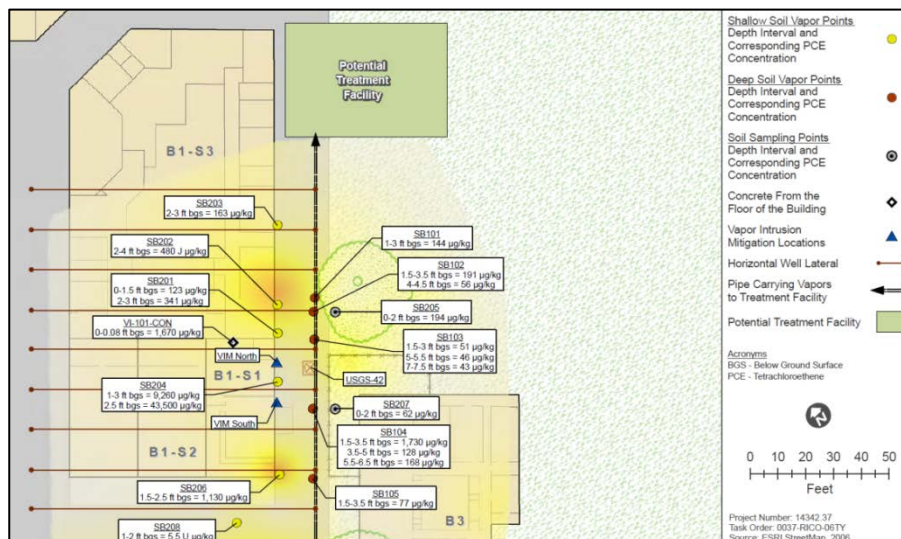 Potential
Treatment
Facility
B1-S3
SB203
2-3 ft bgs = 163 µg/kg
SB202
2-4 ft bgs = 480 J µg/kg
SB201
0-1.5 ft bgs = 123 µg/kg
2-3 ft bgs = 341 µg/kg
VI-101-CON
0-0.08 ft bgs = 1,670 µg/kg
VIM North
B1-S1
SB204
1-3 ft bgs = 9,260 µg/kg
2.5 ft bgs = 43,500 µg/kg
VIM South
B1-S2
SB206
1.5-2.5 ft bgs = 1,130 µg/kg
SB208
1-2 ft bgs = 5.5 U µg/kg
SB101
1-3 ft bgs = 144 µg/kg
SB102
1.5-3.5 ft bgs = 191 µg/kg
4-4.5 ft bgs = 56 µg/kg
SB205
0-2 ft bgs = 194 µg/kg
SB103
1.5-3 ft bgs = 51 µg/kg
5-5.5 ft bgs = 46 µg/kg
7-7.5 ft bgs = 43 µg/kg
USGS-42
SB207
0-2 ft bgs = 62 µg/kg
SB104
1.5-3.5 ft bgs = 1,730 µg/kg
3.5-5 ft bgs = 128 µg/kg
5.5-6.5 ft bgs = 168 µg/kg
SB105
1.5-3.5 ft bgs = 77 µg/kg
B3
Shallow Soil Vapor Points
Depth Interval and
Corresponding PCE
Concentration
Deep Soil Vapor Points
Depth Interval and
Corresponding PCE
Concentration
Soil Sampling Points
Depth Interval and
Corresponding PCE
Concentration
Concrete From the
Floor of the Building
Vapor Intrusion
Mitigation Locations
Horizontal Well Lateral
Pipe Carrying Vapors
to Treatment Facility
Potential Treatment Facility
Acronyms
BGS - Below Ground Surface
PCE - Tetrachloroethene
0 10 20 30 40 50
Feet
Project Number: 14342.37
Task Order: 0037-RICO-06TY
Source: ESRI StreetMap, 2006